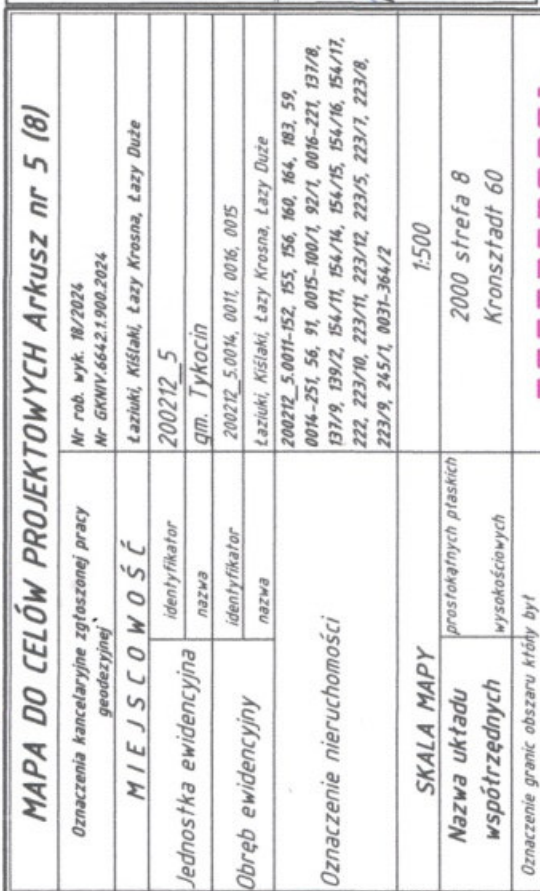 MAPA DO CELÓW PROJEKTOWYCH Arkusz nr 5 (8)
Oznaczenia kancelaryjne zgłoszonej pracy geodezyjnej
Nr rob. wyk. 18/2024
Nr GKNIV.6642.1.900.2024
MIEJSCOWOŚĆ
Łaziuki, Kiślaki, Łazy Krosna, Łazy Duże
Jednostka ewidencyjna
identyfikator
200212_5
nazwa
gm. Tykocin
Obręb ewidencyjny
identyfikator
200212_5.0014, 0011, 0016, 0015
nazwa
Łaziuki, Kiślaki, Łazy Krosna, Łazy Duże
Oznaczenie nieruchomości
200212_5.0011-152, 155, 156, 160, 164, 183, 59,
0014-251, 56, 91, 0015-100/1, 92/1, 0016-221, 137/8,
137/9, 139/2, 154/11, 154/14, 154/15, 154/16, 154/17,
222, 223/10, 223/11, 223/12, 223/5, 223/7, 223/8,
223/9, 245/1, 0031-364/2
SKALA MAPY
1:500
Nazwa układu
współrzędnych
prostokątnych płaskich
2000 strefa 8
wysokościowych
Kronsztadt 60
Oznaczenie granic obszaru który był